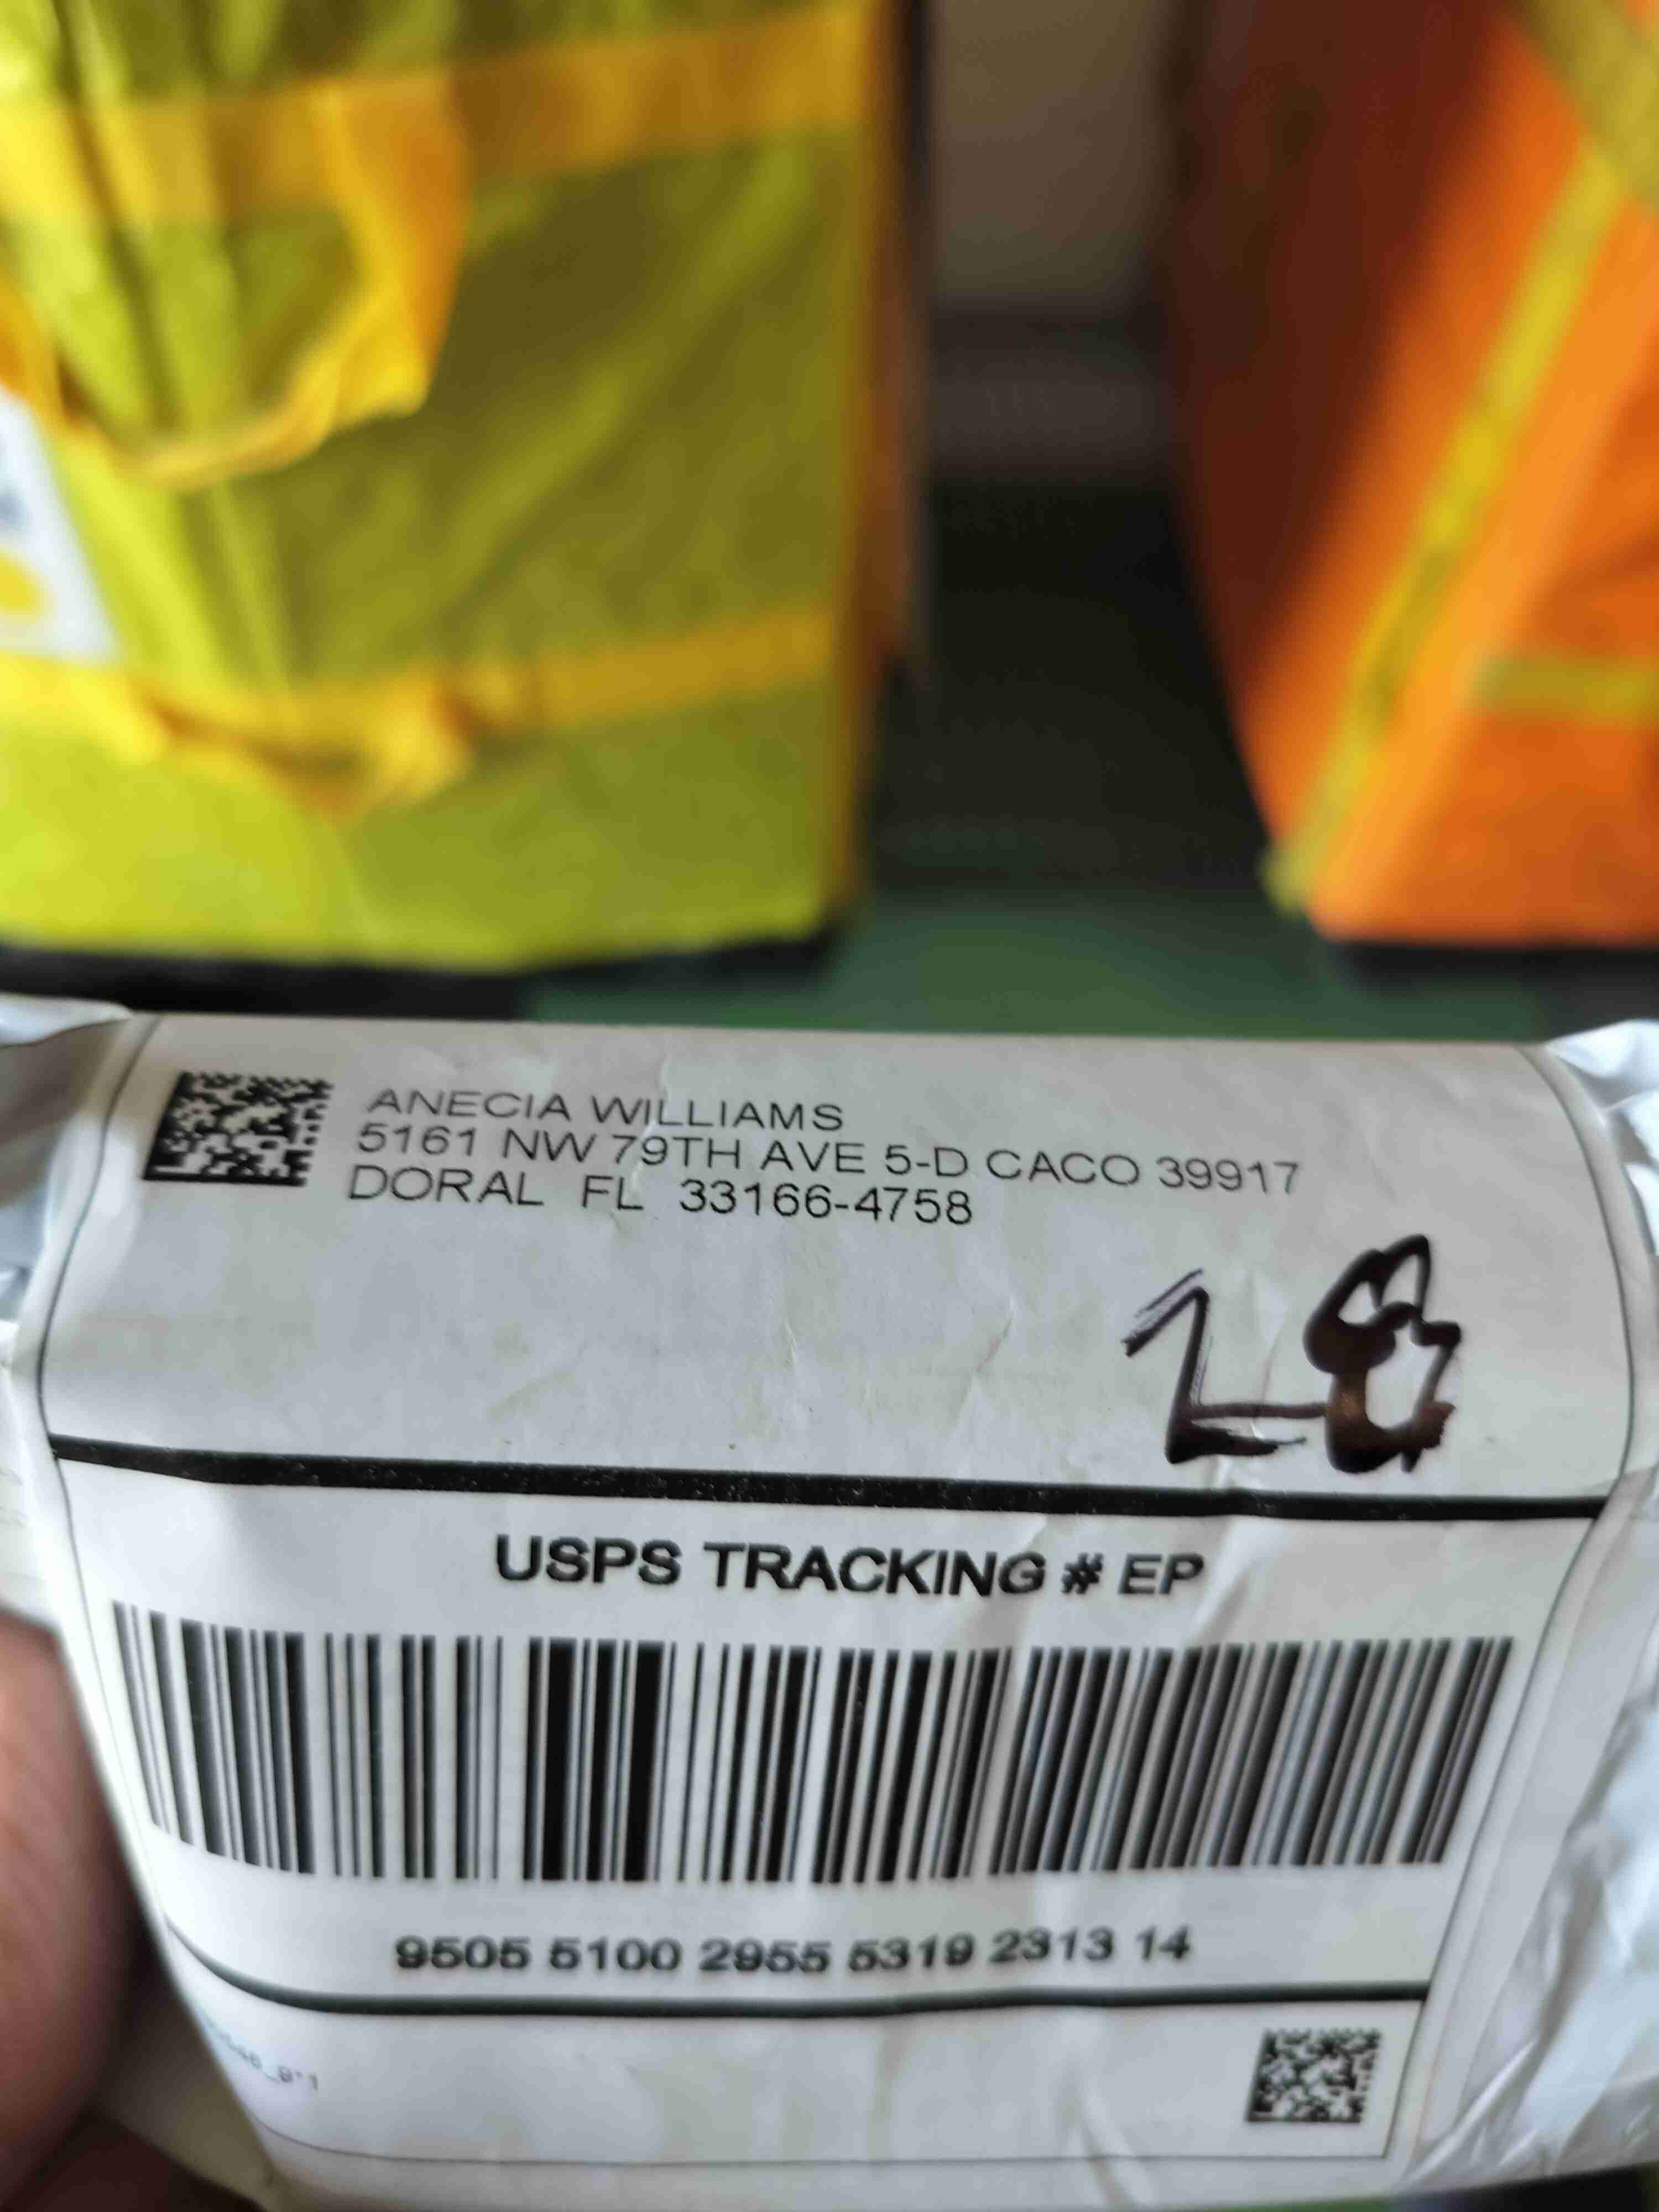 ANECIA WILLIAMS
5161 NW 79TH AVE 5-D CACO 39917
DORAL FL 33166-4758
28
USPS TRACKING # EP
9505 5100 2955 5319 2313 14